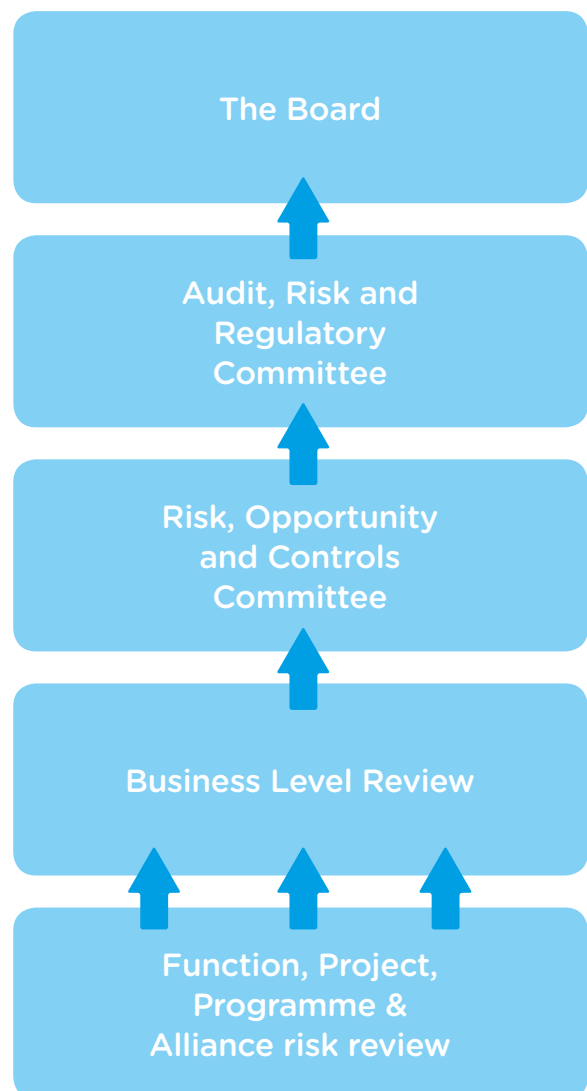 The Board
Audit, Risk and
Regulatory
Committee
Risk, Opportunity
and Controls
Committee
Business Level Review
Function, Project,
Programme &
Alliance risk review